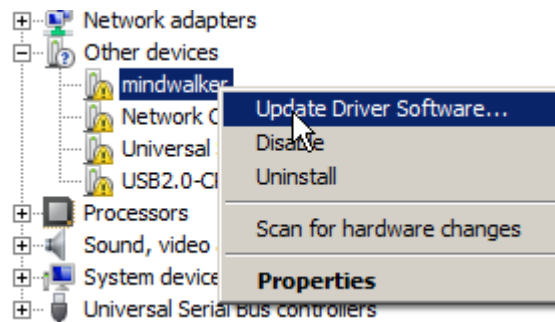 Network adapters
Other devices
mindwalker
Update Driver Software...
Network C
Disable
Universal
Uninstall
USB2.0-C
Processors
Scan for hardware changes
Sound, video
System device
Properties
Universal Serial Bus controllers